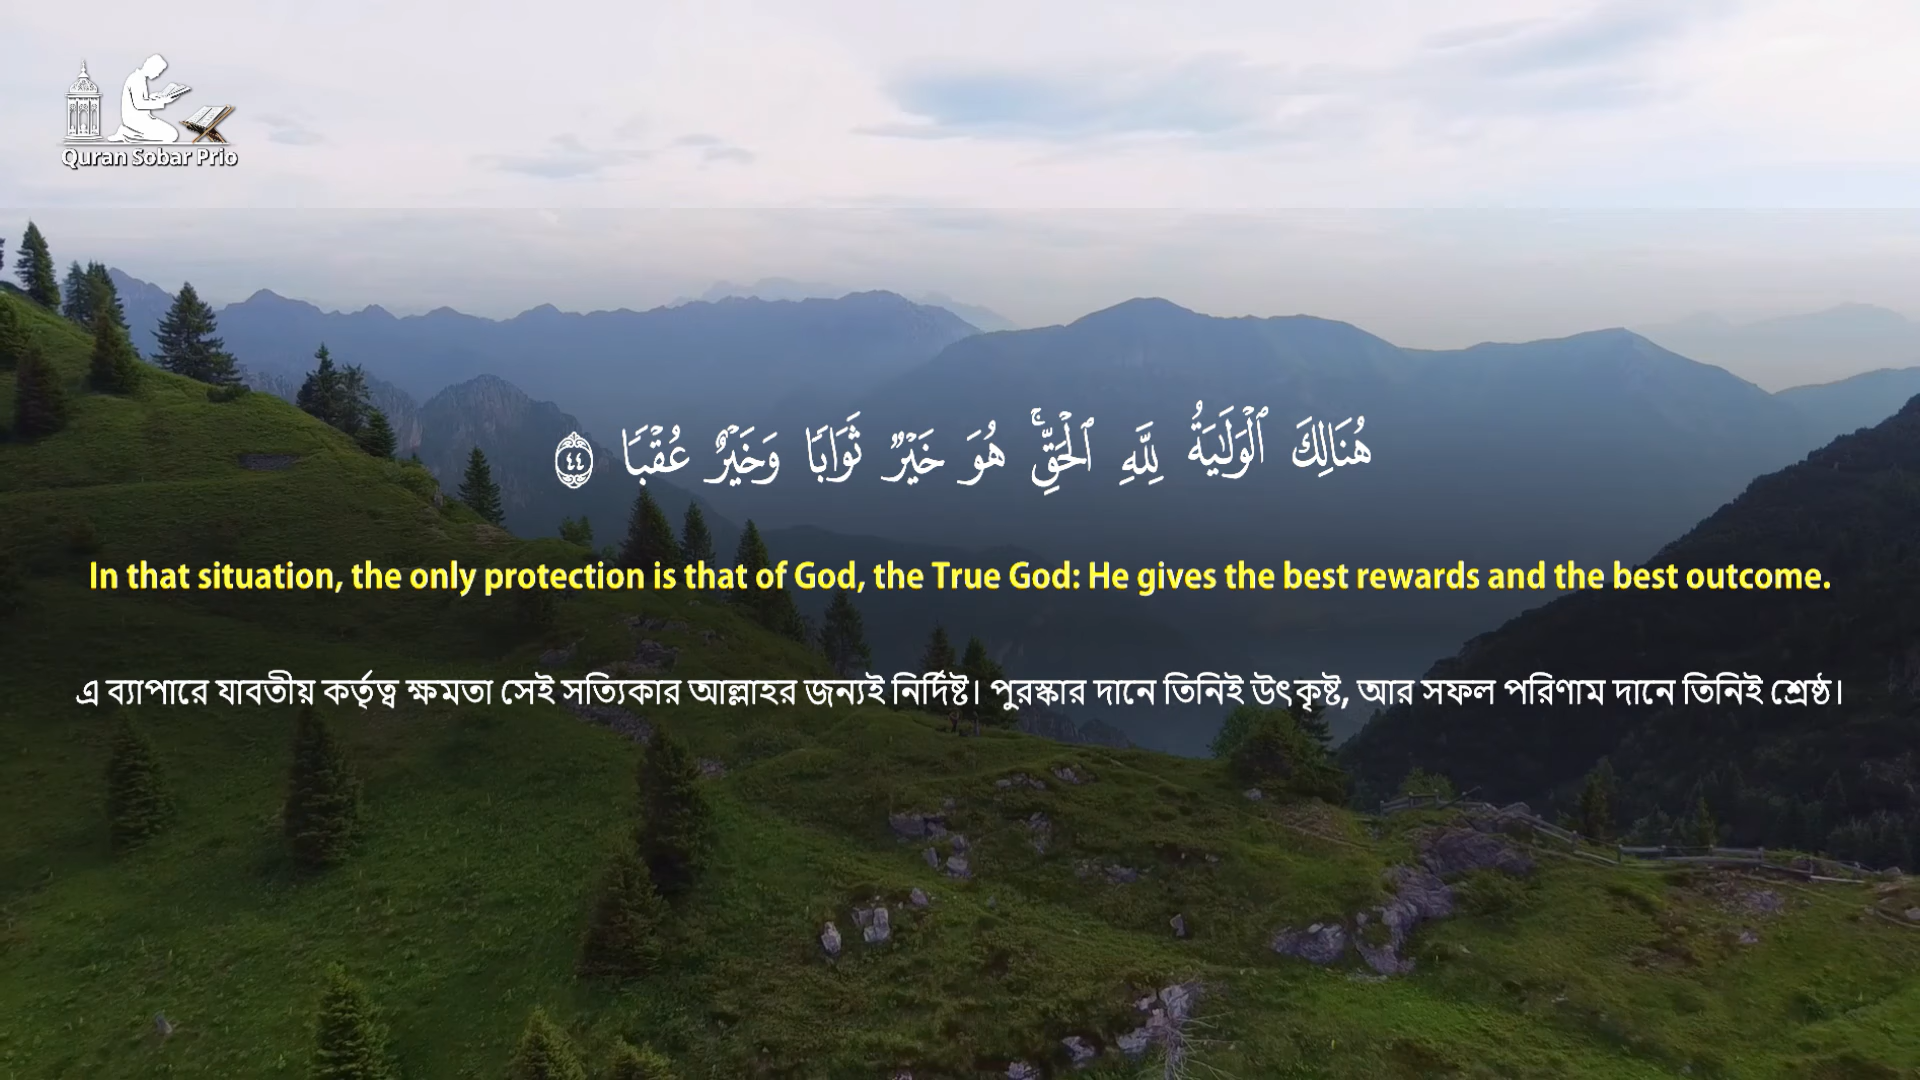 Quran Sobar Prio
هُنَالِكَ ٱلْوَلَـٰيَةُ لِلَّهِ ٱلْحَقِّ ۚ هُوَ خَيْرٌ ثَوَابًا وَخَيْرٌ عُقْبًا ٤٤
In that situation, the only protection is that of God, the True God: He gives the best rewards and the best outcome.
এ ব্যাপারে যাবতীয় কর্তৃত্ব ক্ষমতা সেই সত্যিকার আল্লাহর জন্যই নির্দিষ্ট। পুরস্কার দানে তিনিই উৎকৃষ্ট, আর সফল পরিণাম দানে তিনিই শ্রেষ্ঠ।